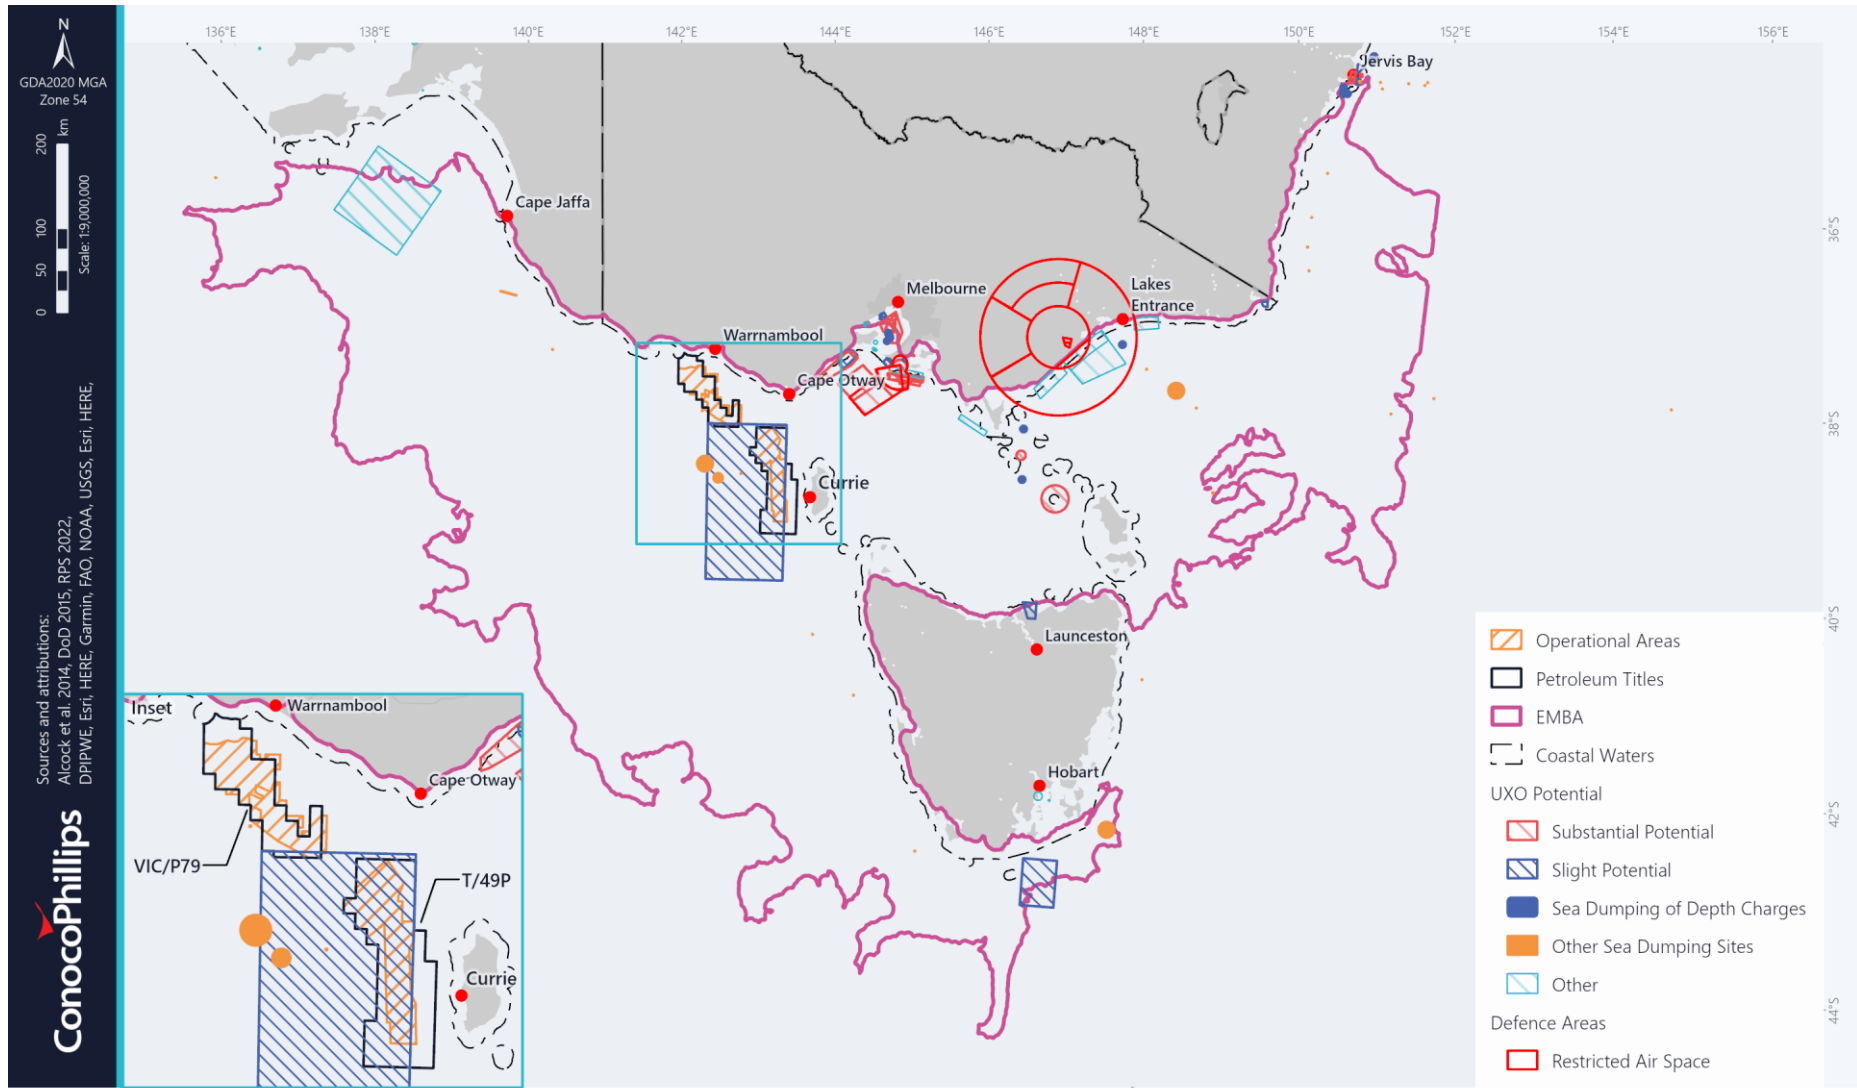 N
GDA2020 MGA
Zone 54
0 50 100 200
km
Scale: 1:9,000,000
Sources and attributions:
Alcock et al. 2014, DoD 2015, RPS 2022,
DPIPWE, Esri, HERE, Garmin, FAO, NOAA, USGS, Esri, HERE,
ConocoPhillips
136°E 138°E 140°E 142°E 144°E 146°E 148°E 150°E 152°E 154°E 156°E
36°S
38°S
40°S
42°S
44°S
Jervis Bay
Cape Jaffa
Melbourne
Lakes
Entrance
Warrnambool
Cape Otway
Currie
Launceston
Hobart
Inset
Warrnambool
Cape Otway
VIC/P79
T/49P
Currie
Operational Areas
Petroleum Titles
EMBA
Coastal Waters
UXO Potential
Substantial Potential
Slight Potential
Sea Dumping of Depth Charges
Other Sea Dumping Sites
Other
Defence Areas
Restricted Air Space